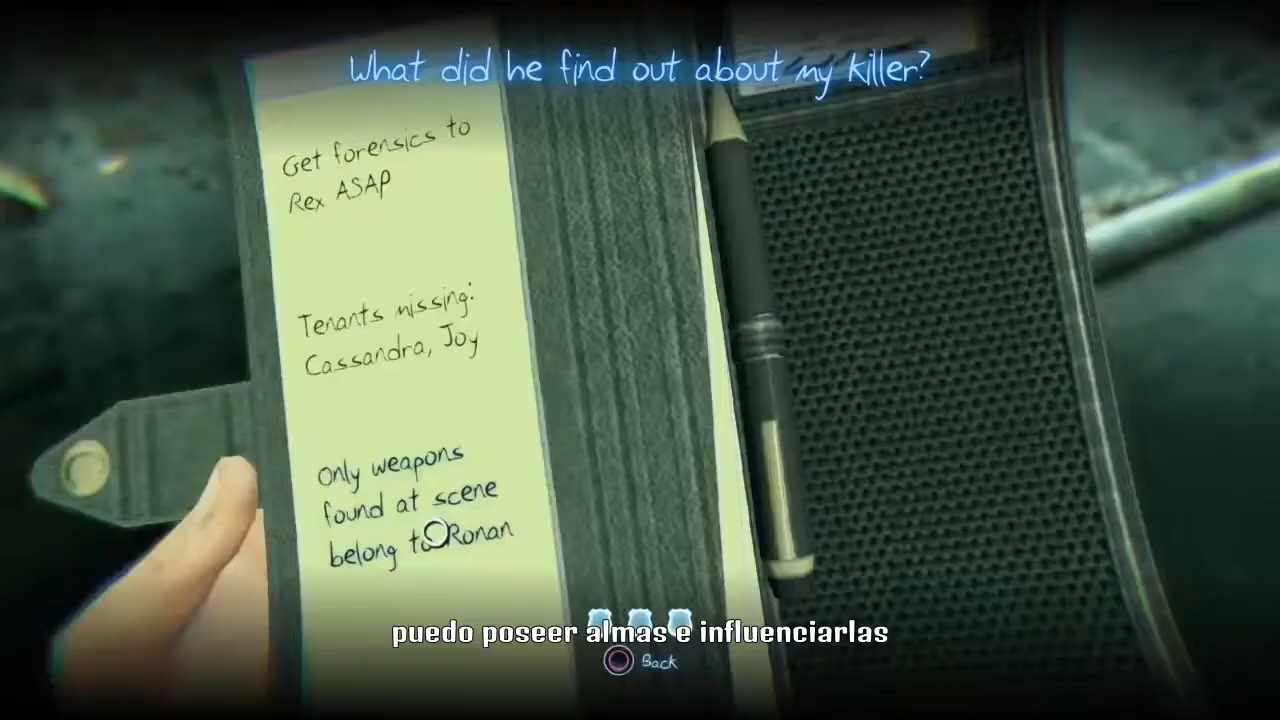 What did he find out about my killer?
Get forensics to
Rex ASAP
Tenants missing:
Cassandra, Joy
Only weapons
found at scene
belong to Ronan
puedo poseer almas e influenciarlas
Back